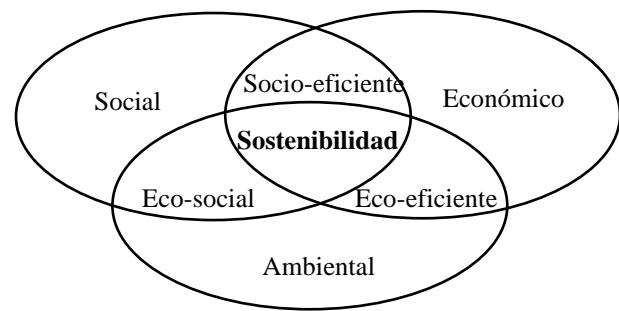 Socio-eficiente
Social
Económico
Sostenibilidad
Eco-social
Eco-eficiente
Ambiental